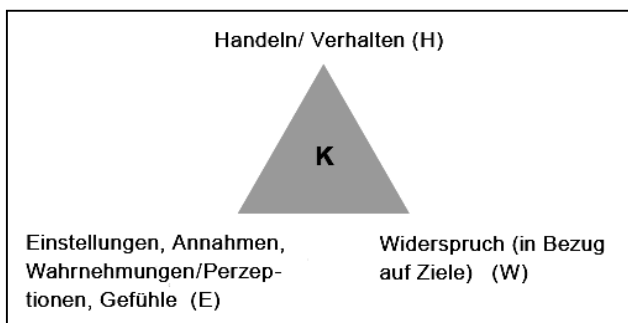 Handeln/ Verhalten (H)
K
Einstellungen, Annahmen,
Wahrnehmungen/Perzep-
tionen, Gefühle (E)
Widerspruch (in Bezug
auf Ziele) (W)